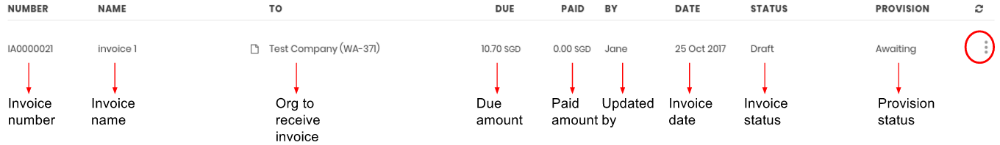 NUMBER NAME TO DUE PAID BY DATE STATUS PROVISION
IA0000021 invoice 1 Test Company (WA-371) 10.70 SGD 0.00 SGD Jane 25 Oct 2017 Draft Awaiting
Invoice number
Invoice name
Org to receive invoice
Due amount
Paid amount
Updated by
Invoice date
Invoice status
Provision status